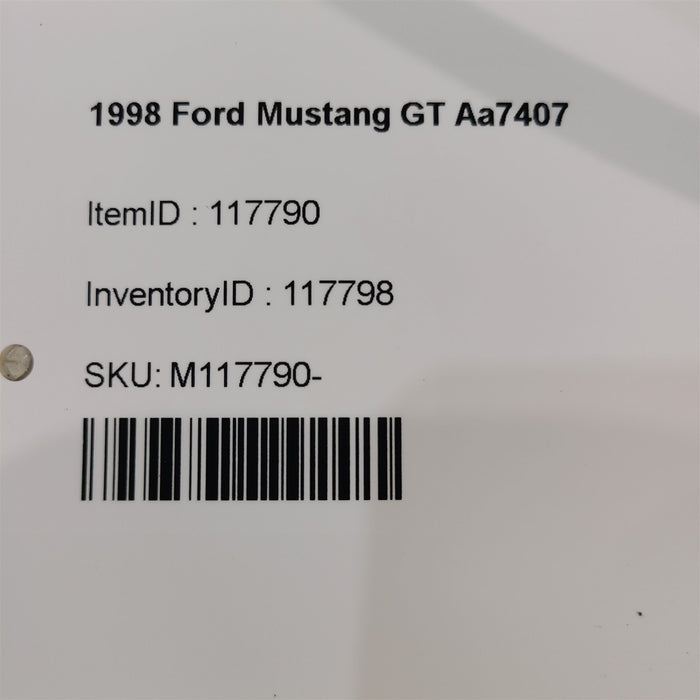 1998 Ford Mustang GT Aa7407
ItemID : 117790
InventoryID : 117798
SKU: M117790-